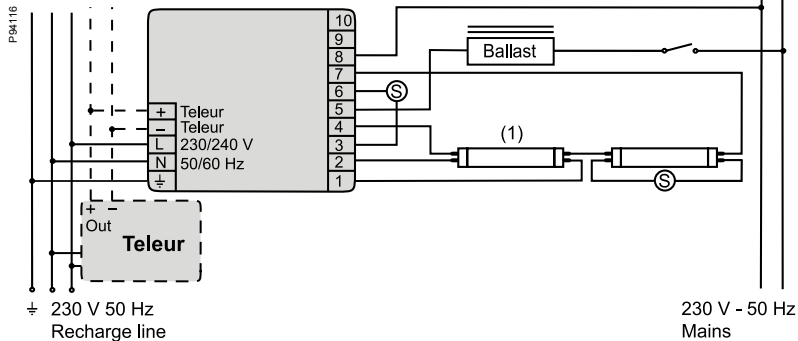 P94116
10
9
8
7
6
5
4
3
2
1
+ Teleur
− Teleur
L 230/240 V
N 50/60 Hz
S
Ballast
(1)
S
+ −
Out
Teleur
230 V 50 Hz
Recharge line
230 V - 50 Hz
Mains